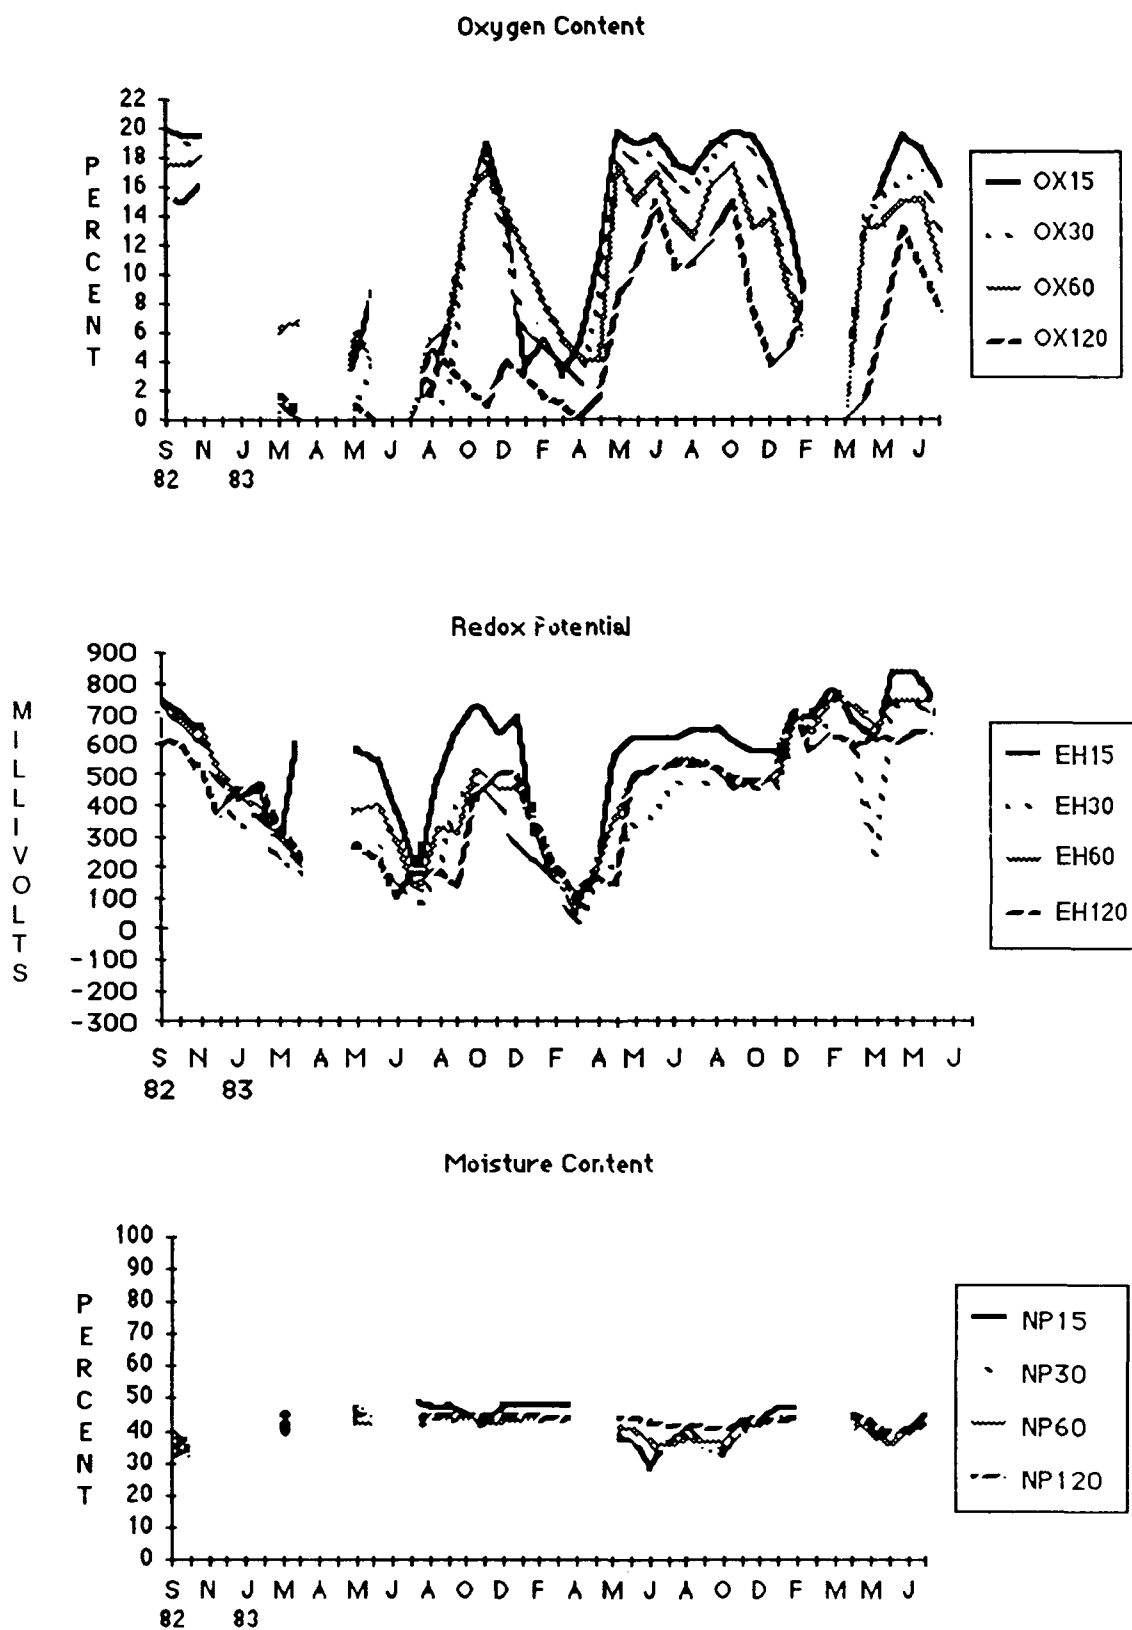 Oxygen Content
PERCENT
22
20
18
16
14
12
10
8
6
4
2
0
S N J M A M J A O D F A M J A O D F M M J
82 83
OX15
OX30
OX60
OX120
Redox Potential
MILLIVOLTS
900
800
700
600
500
400
300
200
100
0
-100
-200
-300
S N J M A M J A O D F A M J A O D F M M J
82 83
EH15
EH30
EH60
EH120
Moisture Content
PERCENT
100
90
80
70
60
50
40
30
20
10
0
S N J M A M J A O D F A M J A O D F M M J
82 83
NP15
NP30
NP60
NP120